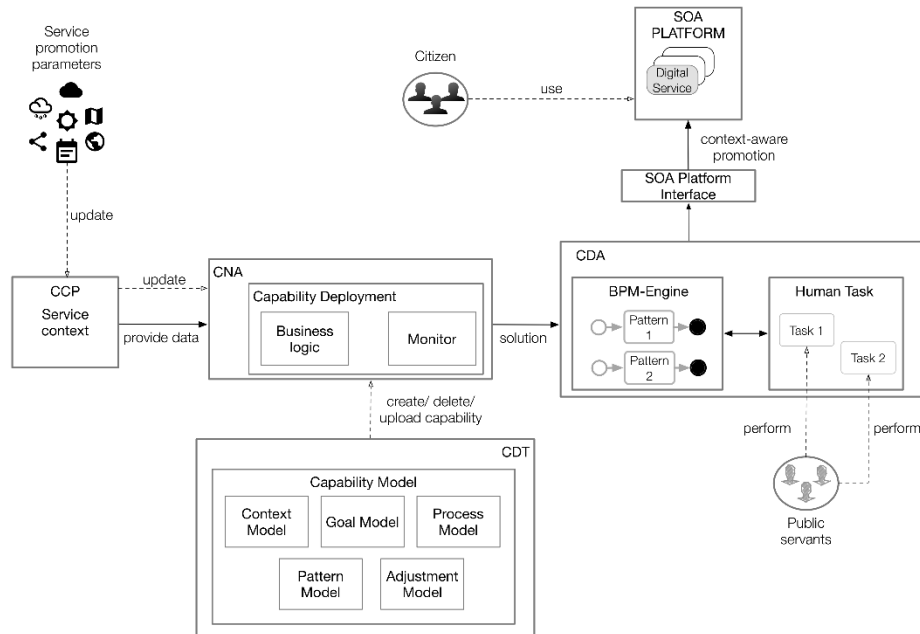 Service
promotion
parameters
Citizen
SOA
PLATFORM
Digital
Service
use
context-aware
promotion
SOA Platform
Interface
update
CCP
Service
context
update
provide data
CNA
Capability Deployment
Business
logic
Monitor
solution
CDA
BPM-Engine
Pattern
1
Pattern
2
Human Task
Task 1
Task 2
create/ delete/
upload capability
perform
perform
Public
servants
CDT
Capability Model
Context
Model
Goal Model
Process
Model
Pattern
Model
Adjustment
Model